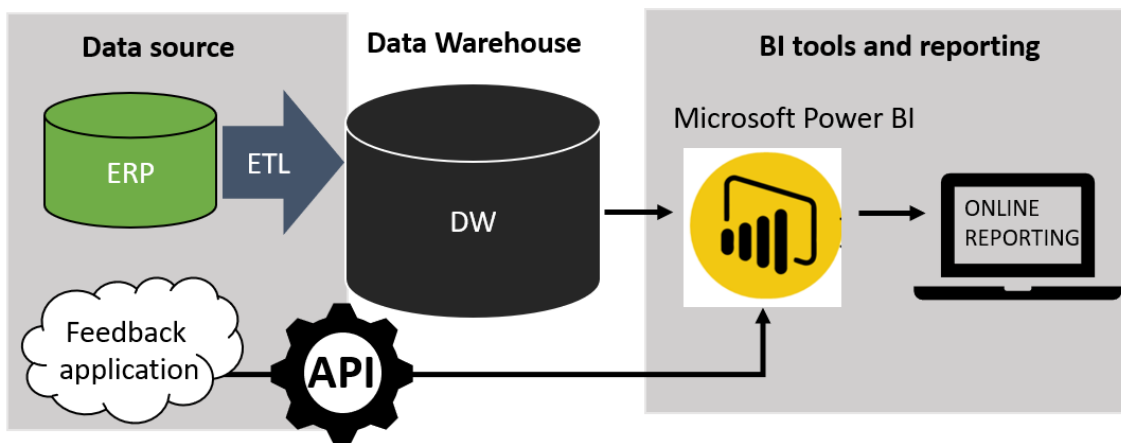 Data source
Data Warehouse
BI tools and reporting
Microsoft Power BI
ERP
ETL
DW
ONLINE
REPORTING
Feedback
application
API